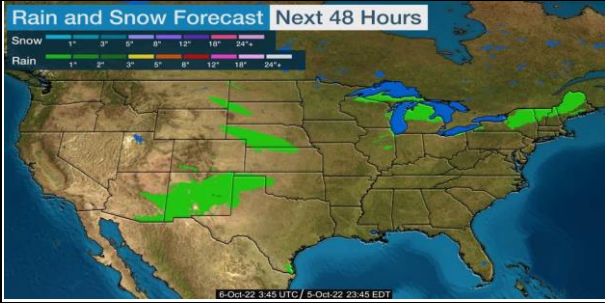 Rain and Snow Forecast Next 48 Hours
Snow
1" 3" 5" 8" 12" 18" 24"+
Rain
1" 2" 3" 5" 8" 12" 18" 24"+
6-Oct-22 3:45 UTC / 5-Oct-22 23:45 EDT